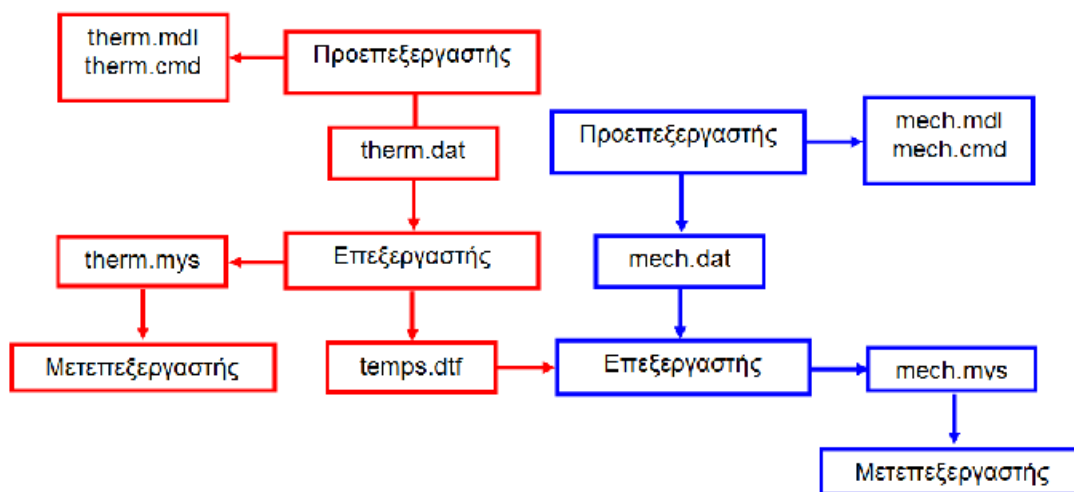 therm.mdl
therm.cmd
Προεπεξεργαστής
therm.dat
Προεπεξεργαστής
mech.mdl
mech.cmd
therm.mys
Επεξεργαστής
mech.dat
Μετεπεξεργαστής
temps.dtf
Επεξεργαστής
mech.mys
Μετεπεξεργαστής